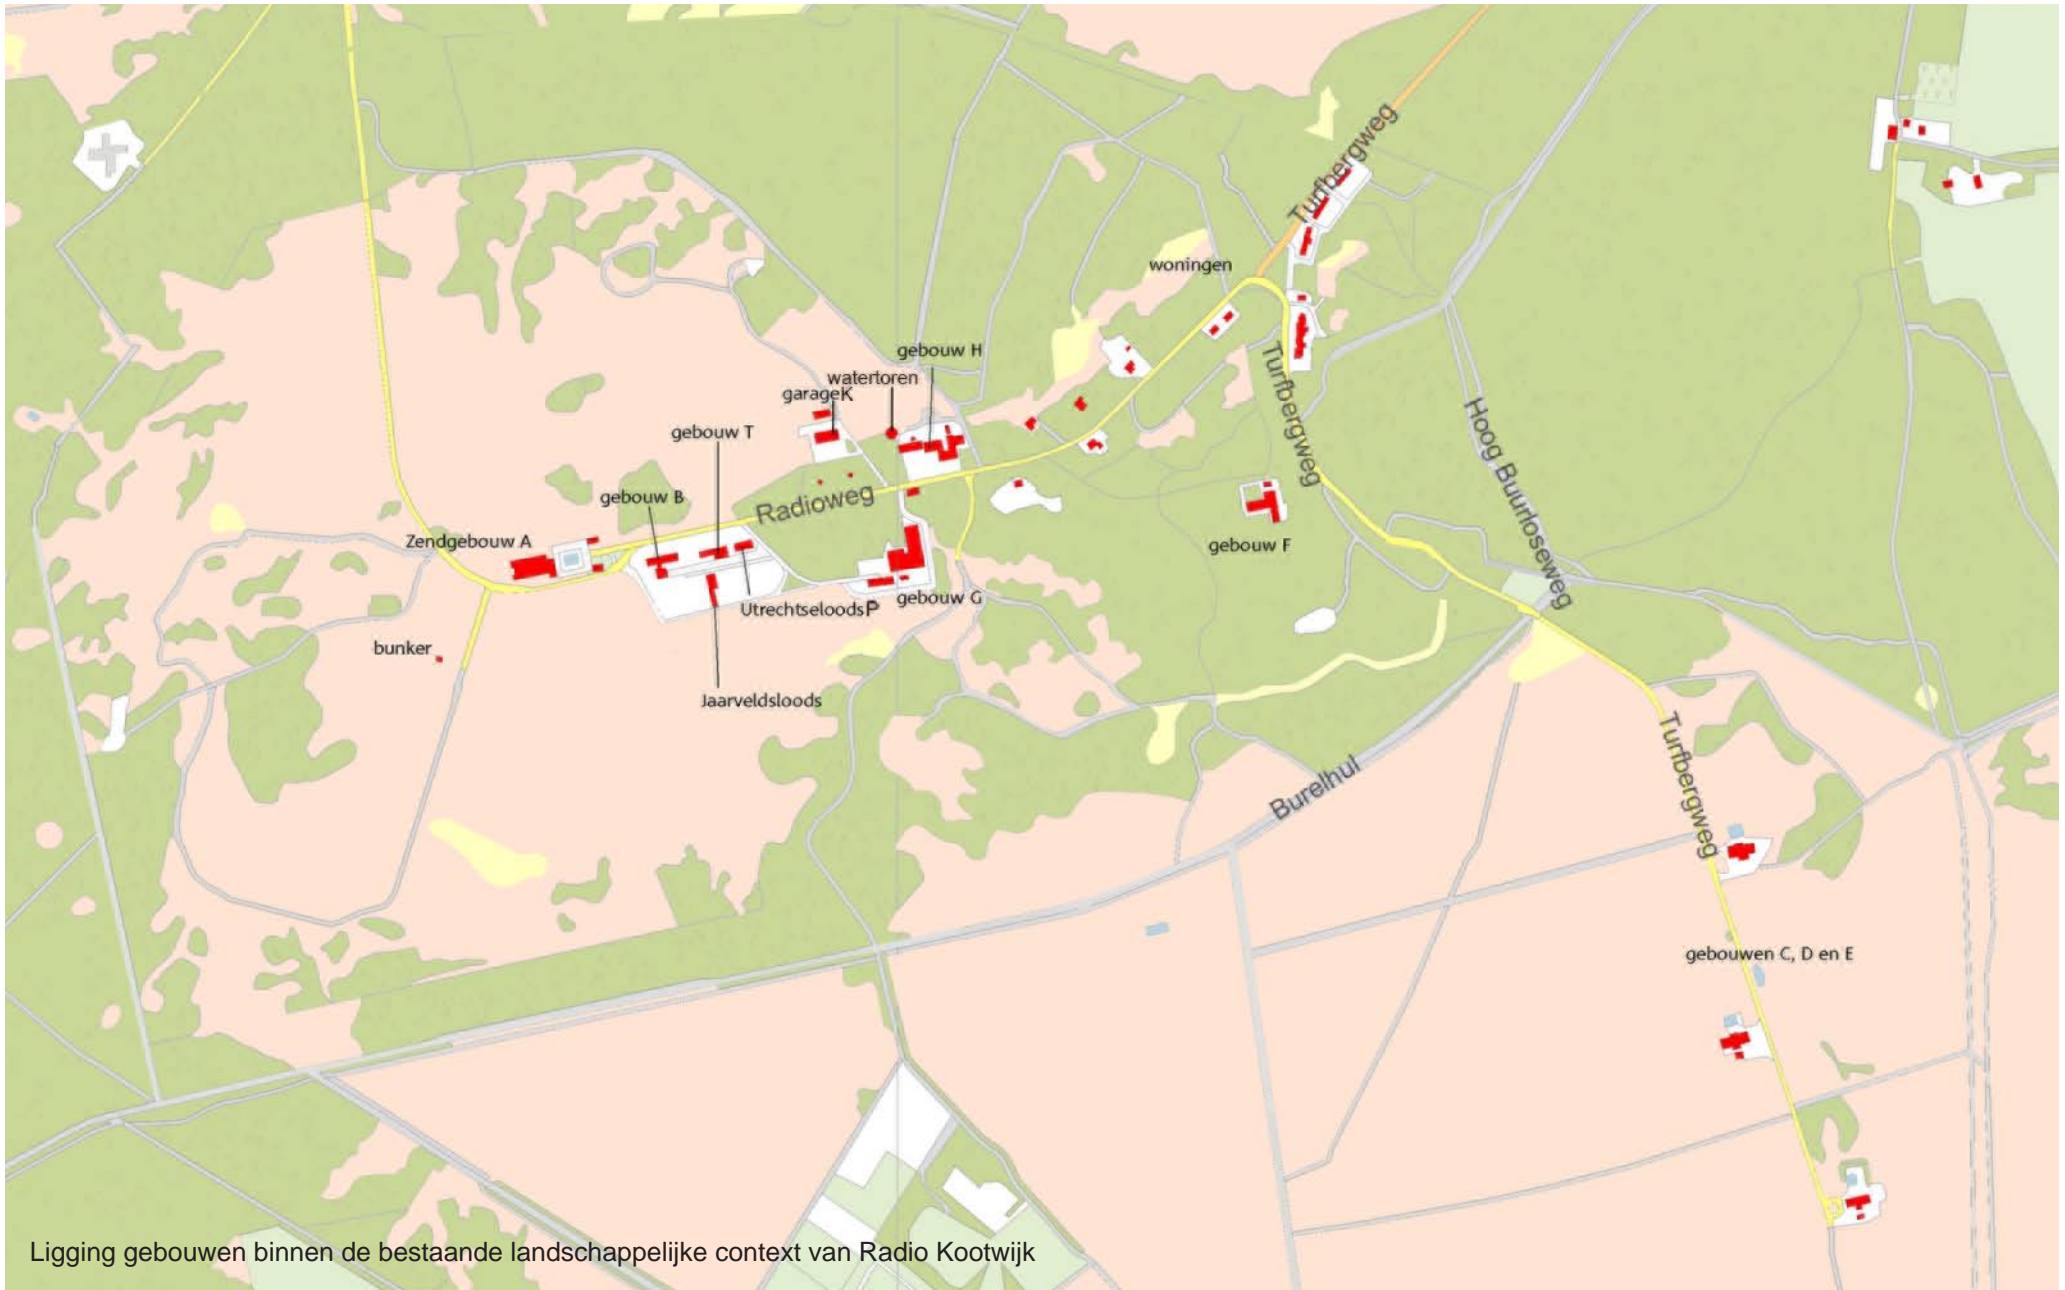 Turfbergweg
woningen
gebouw H
watertoren
garageK
gebouw T
Turfbergweg
Hoog Buurloseweg
gebouw B
Radioweg
Zendgebouw A
gebouw F
UtrechtseloodsP
gebouw G
bunker
Jaarveldsloods
Turfbergweg
Burelhul
gebouwen C, D en E
Ligging gebouwen binnen de bestaande landschappelijke context van Radio Kootwijk